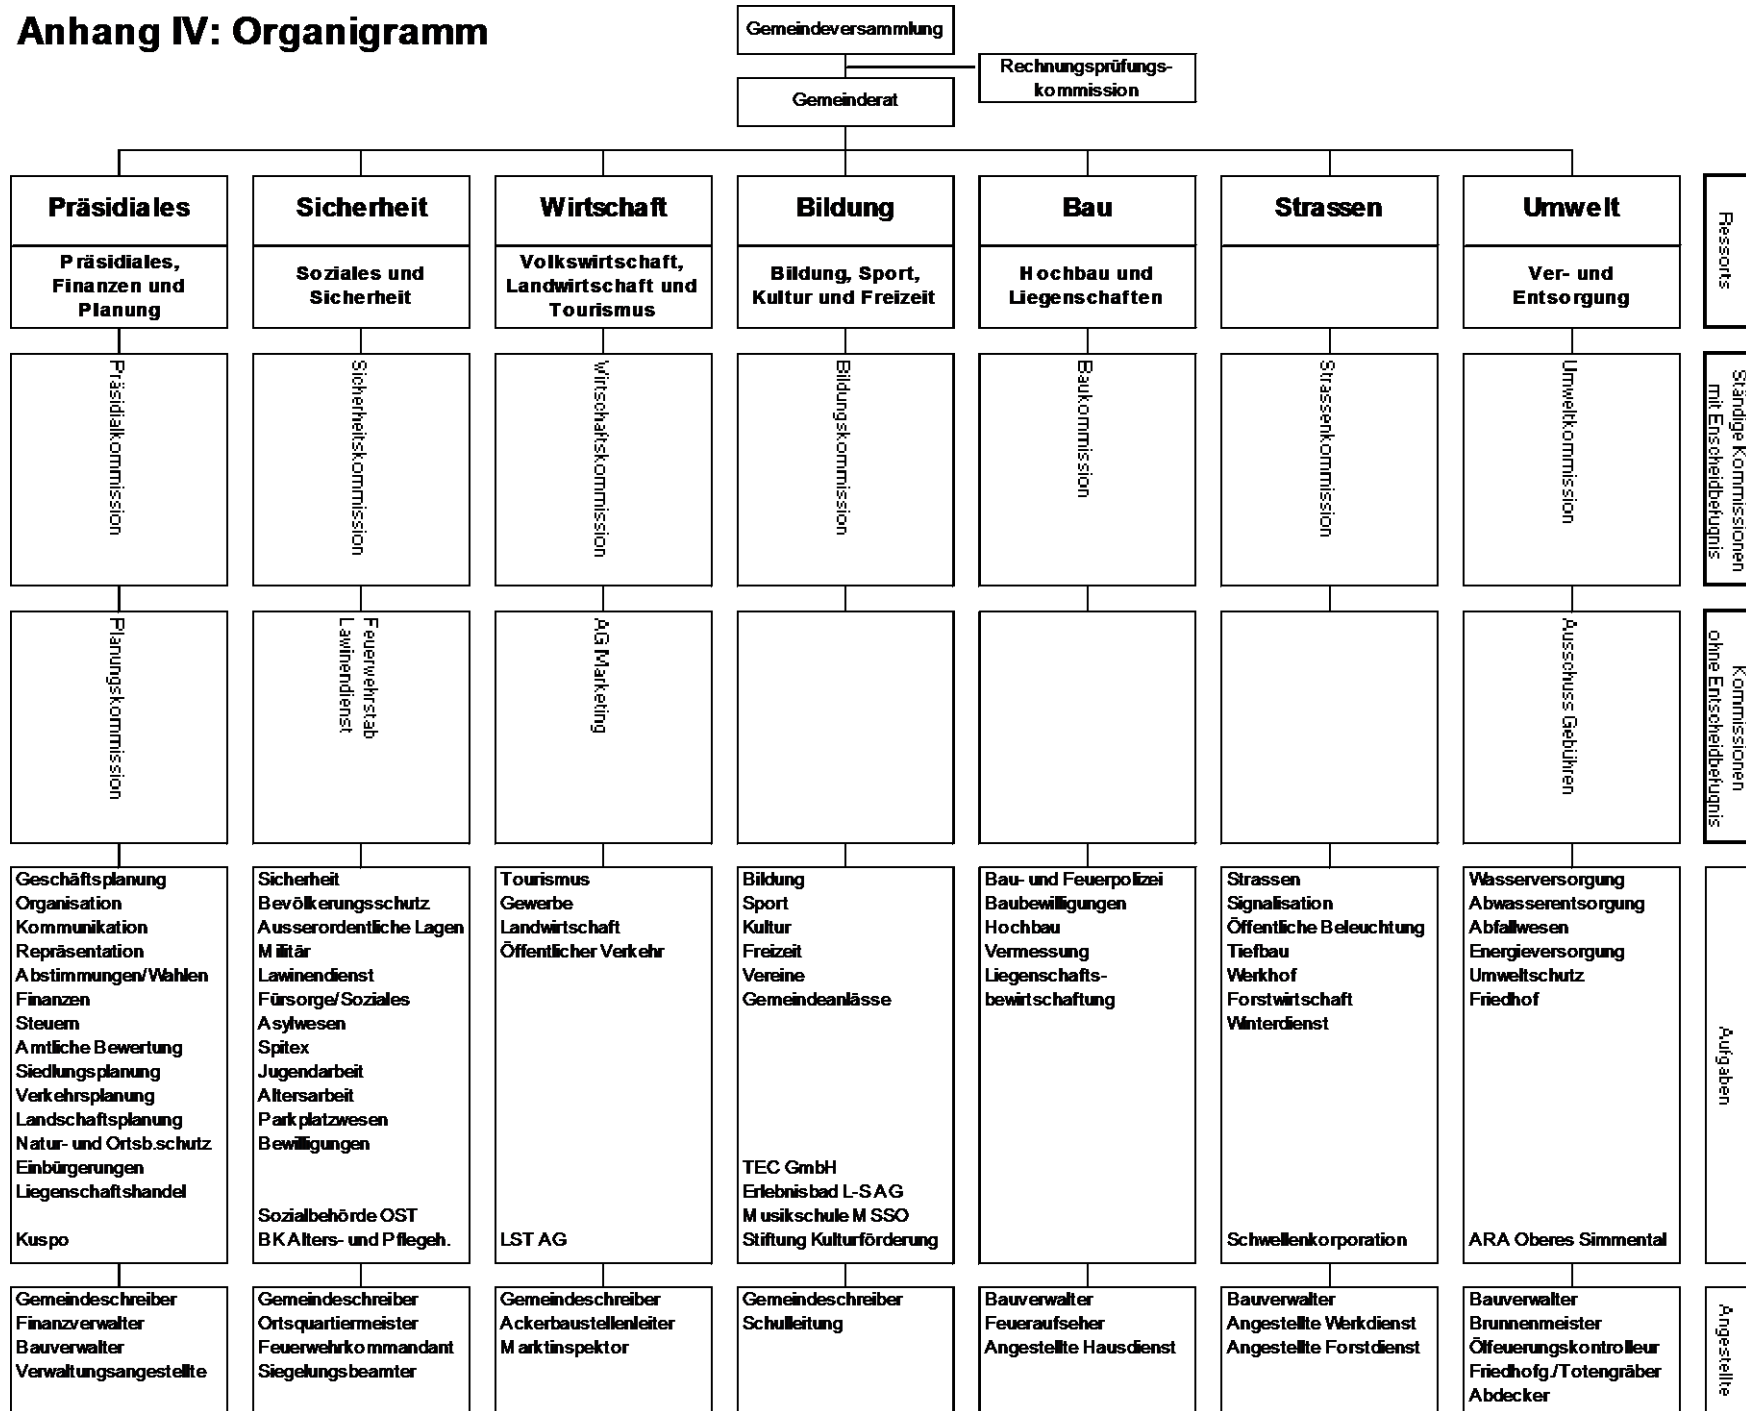 Anhang IV: Organigramm
Gemeindeversammlung
Rechnungsprüfungs-
kommission
Gemeinderat
Präsidiales
Präsidiales,
Finanzen und
Planung
Sicherheit
Soziales und
Sicherheit
Wirtschaft
Volkswirtschaft,
Landwirtschaft und
Tourismus
Bildung
Bildung, Sport,
Kultur und Freizeit
Bau
Hochbau und
Liegenschaften
Strassen
Umwelt
Ver- und
Entsorgung
Ressorts
Präsidialkommission
Sicherheitskommission
Wirtschaftskommission
Bildungskommission
Baukommission
Strassenkommission
Umweltkommission
Ständige Kommissionen
mit Enscheidbefugnis
Planungskommission
Feuerwehrstab
Lawinendienst
AG Marketing
Ausschuss Gebühren
Kommissionen
ohne Entscheidbefugnis
Geschäftsplanung
Organisation
Kommunikation
Repräsentation
Abstimmungen/Wahlen
Finanzen
Steuern
Amtliche Bewertung
Siedlungsplanung
Verkehrsplanung
Landschaftsplanung
Natur- und Ortsb.schutz
Einbürgerungen
Liegenschaftshandel
Kuspo
Sicherheit
Bevölkerungsschutz
Ausserordentliche Lagen
Militär
Lawinendienst
Fürsorge/Soziales
Asylwesen
Spitex
Jugendarbeit
Altersarbeit
Parkplatzwesen
Bewilligungen
Sozialbehörde OST
BK Alters- und Pflegeh.
Tourismus
Gewerbe
Landwirtschaft
Öffentlicher Verkehr
LST AG
Bildung
Sport
Kultur
Freizeit
Vereine
Gemeindeanlässe
TEC GmbH
Erlebnisbad L-S AG
Musikschule MSSO
Stiftung Kulturförderung
Bau- und Feuerpolizei
Baubewilligungen
Hochbau
Vermessung
Liegenschafts-
bewirtschaftung
Strassen
Signalisation
Öffentliche Beleuchtung
Tiefbau
Werkhof
Forstwirtschaft
Winterdienst
Schwellenkorporation
Wasserversorgung
Abwasserentsorgung
Abfallwesen
Energieversorgung
Umweltschutz
Friedhof
ARA Oberes Simmental
Aufgaben
Gemeindeschreiber
Finanzverwalter
Bauverwalter
Verwaltungsangestellte
Gemeindeschreiber
Ortsquartiermeister
Feuerwehrkommandant
Siegelungsbeamter
Gemeindeschreiber
Ackerbaustellenleiter
Marktinspektor
Gemeindeschreiber
Schulleitung
Bauverwalter
Feueraufseher
Angestellte Hausdienst
Bauverwalter
Angestellte Werkdienst
Angestellte Forstdienst
Bauverwalter
Brunnenmeister
Ölfeuerungskontrolleur
Friedhofg./Totengräber
Abdecker
Angestellte